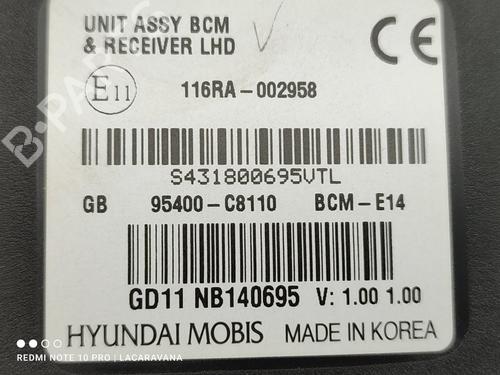 UNIT ASSY BCM
& RECEIVER LHD
V
CE
E11
116RA-002958
S431800695VTL
GB 95400-C8110 BCM-E14
GD11 NB140695 V: 1.00 1.00
HYUNDAI MOBIS MADE IN KOREA
REDMI NOTE 10 PRO | LACARAVANA